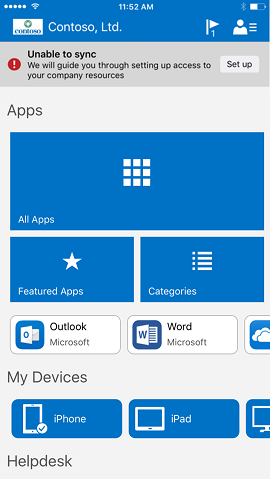 11:52 AM
contoso
Contoso, Ltd.
1
Unable to sync
We will guide you through setting up access to
your company resources
Set up
Apps
All Apps
Featured Apps
Categories
Outlook
Microsoft
Word
Microsoft
My Devices
iPhone
iPad
Helpdesk